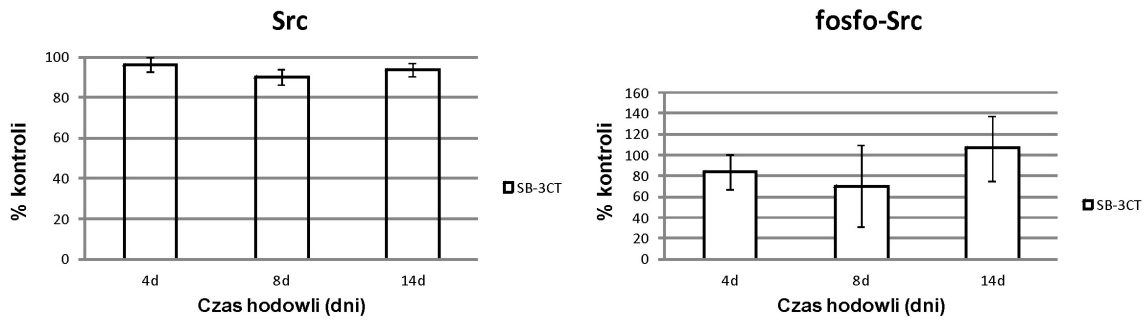 Src
% kontroli
100
80
60
40
20
0
4d
8d
14d
Czas hodowli (dni)
SB-3CT
fosfo-Src
% kontroli
160
140
120
100
80
60
40
20
0
4d
8d
14d
Czas hodowli (dni)
SB-3CT